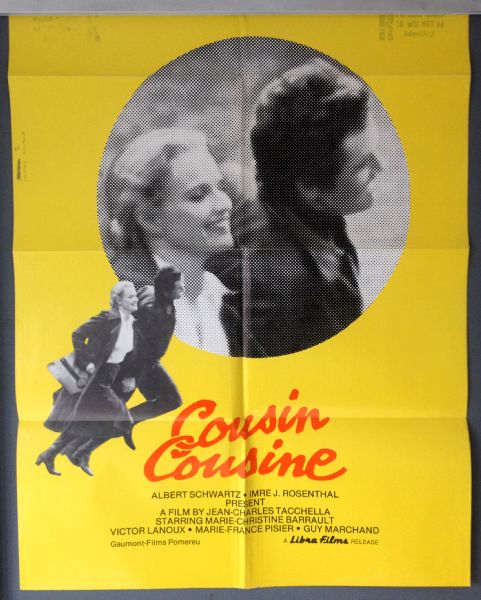 Cousin
Cousine
ALBERT SCHWARTZ • IMRE J. ROSENTHAL
PRESENT
A FILM BY JEAN-CHARLES TACCHELLA
STARRING MARIE-CHRISTINE BARRAULT
VICTOR LANOUX • MARIE-FRANCE PISIER • GUY MARCHAND
Gaumont-Films Pomereu
A Libra Films RELEASE